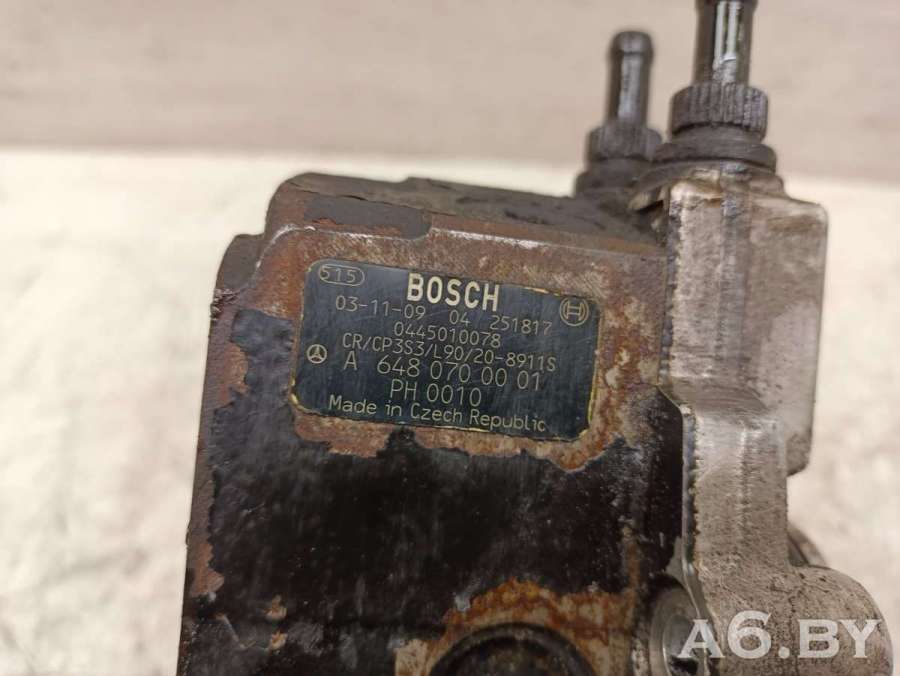 515 BOSCH
03-11-09 04 251817
0445010078
CR/CP3S3/L90/20-8911S
A 648 070 00 01
PH 0010
Made in Czech Republic
A6.BY